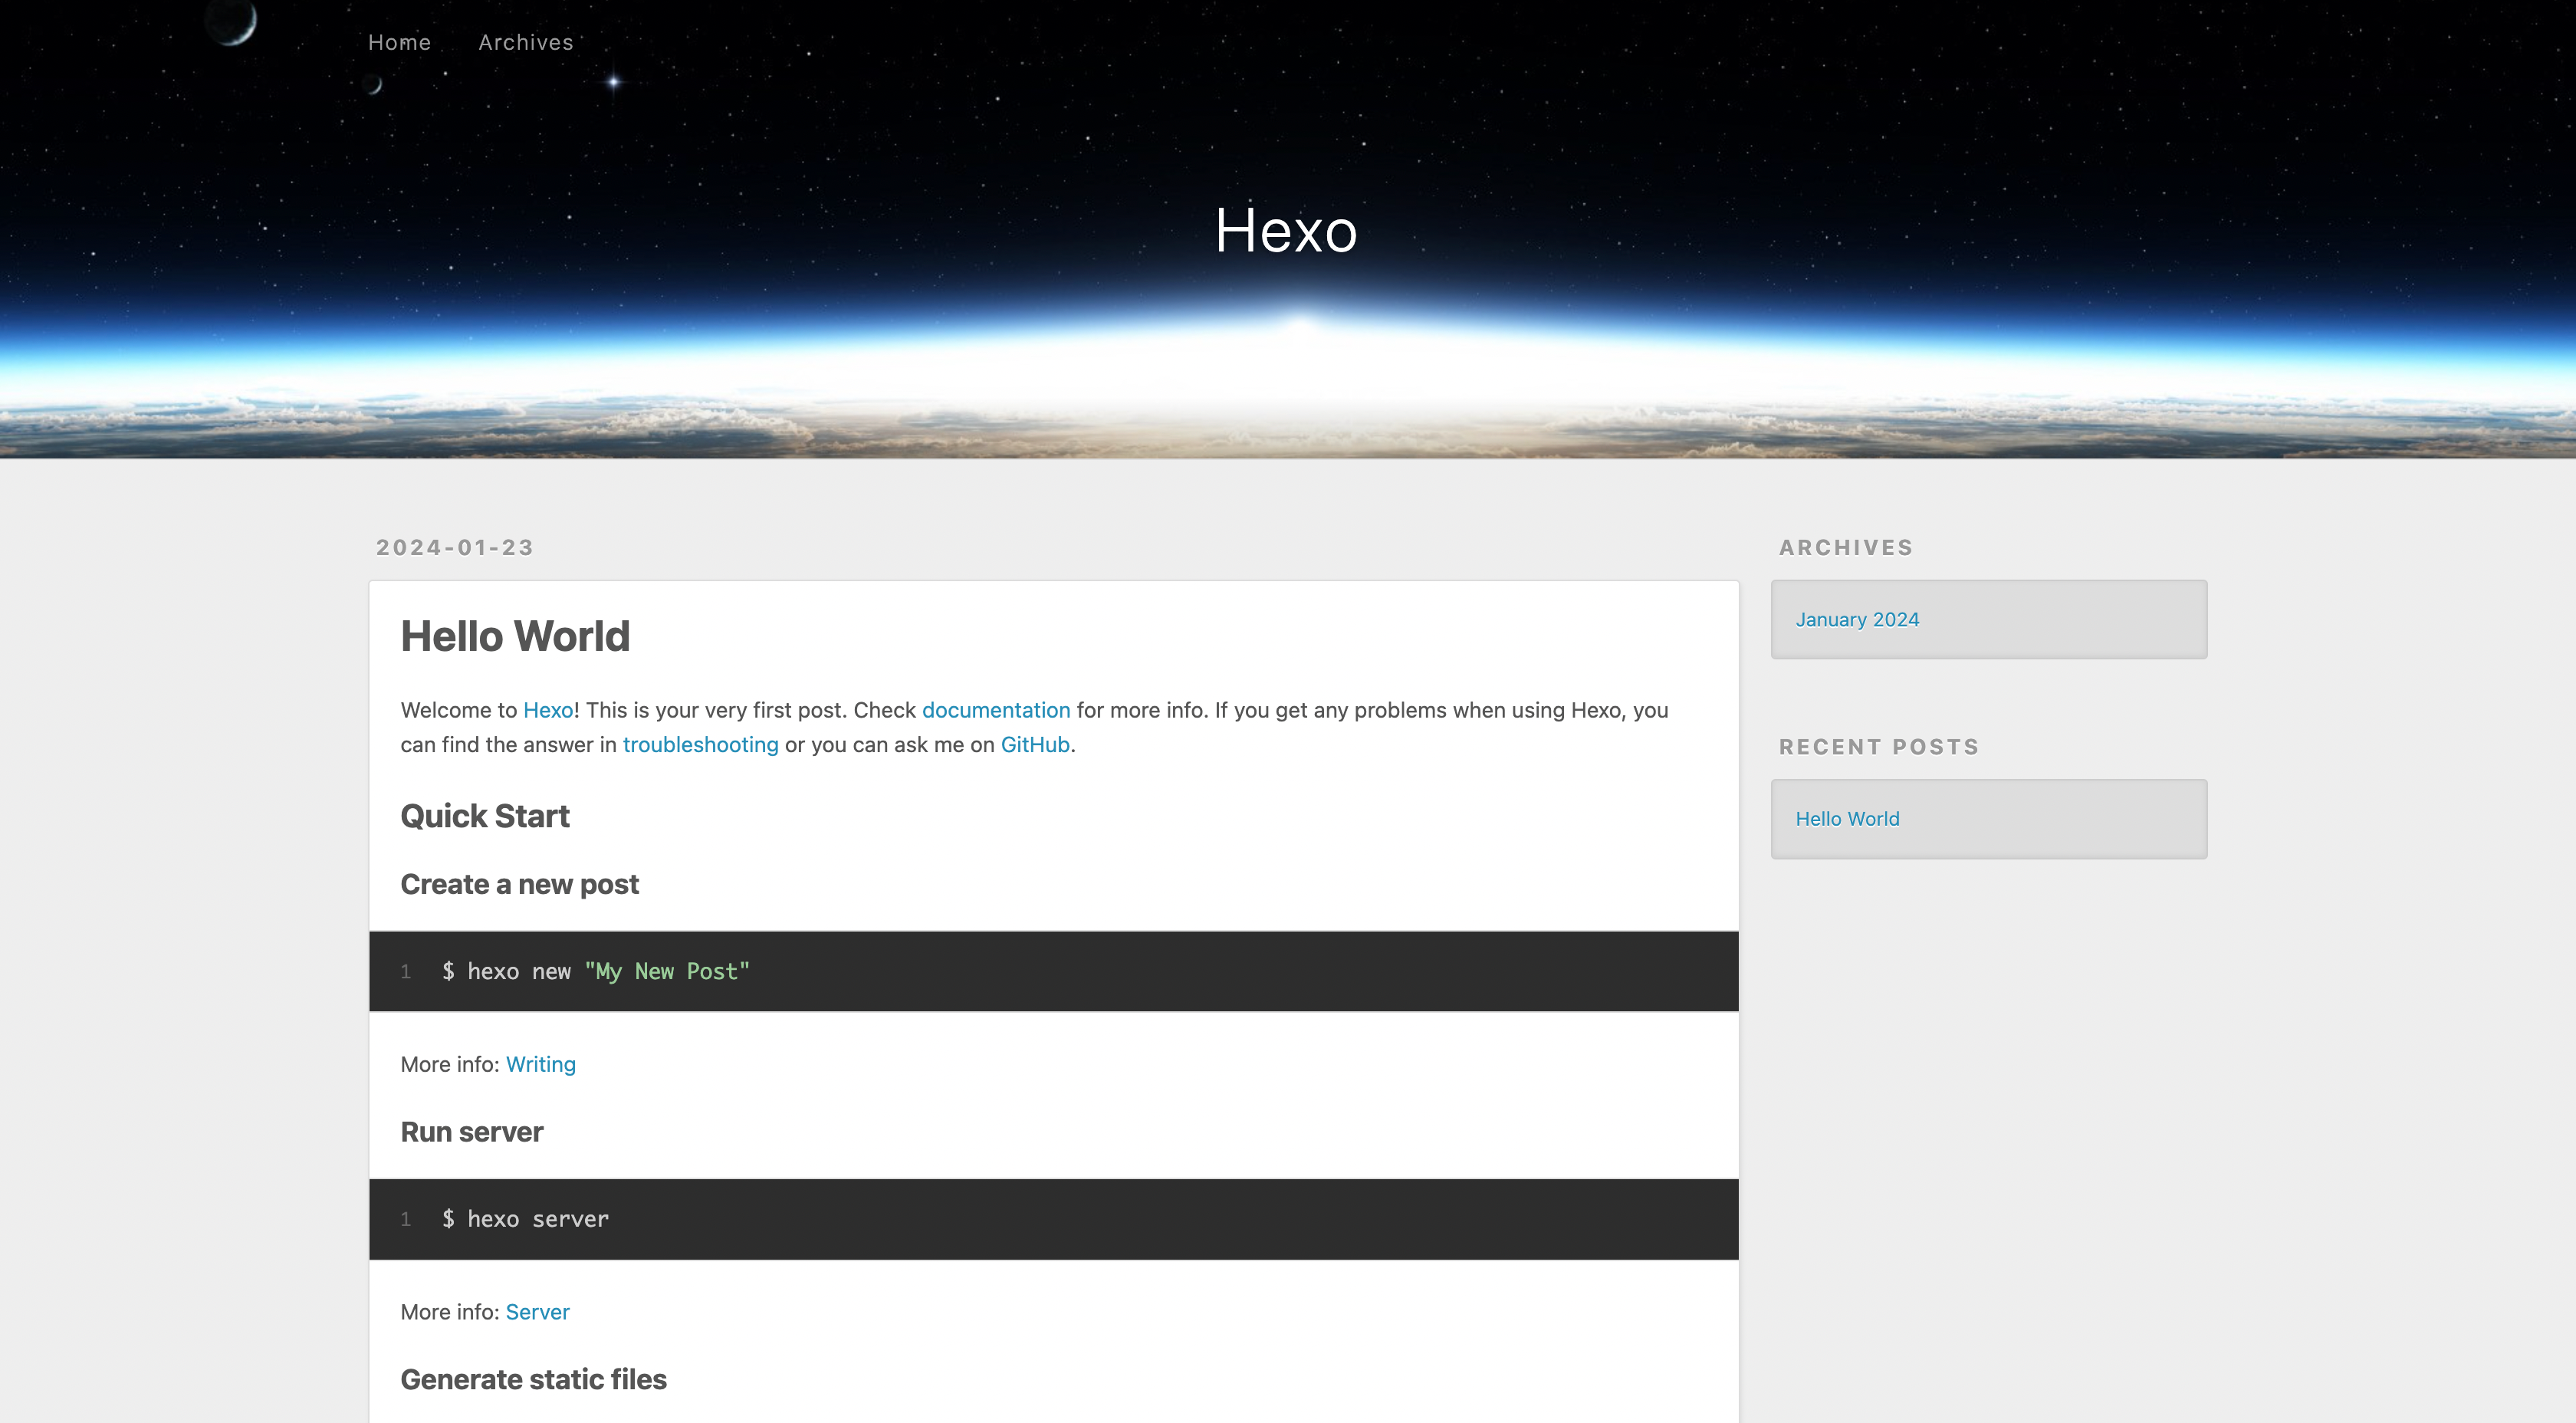 Home Archives
Hexo
2024-01-23
Hello World
Welcome to Hexo! This is your very first post. Check documentation for more info. If you get any problems when using Hexo, you
can find the answer in troubleshooting or you can ask me on GitHub.
Quick Start
Create a new post
1 $ hexo new "My New Post"
More info: Writing
Run server
1 $ hexo server
More info: Server
Generate static files
ARCHIVES
January 2024
RECENT POSTS
Hello World